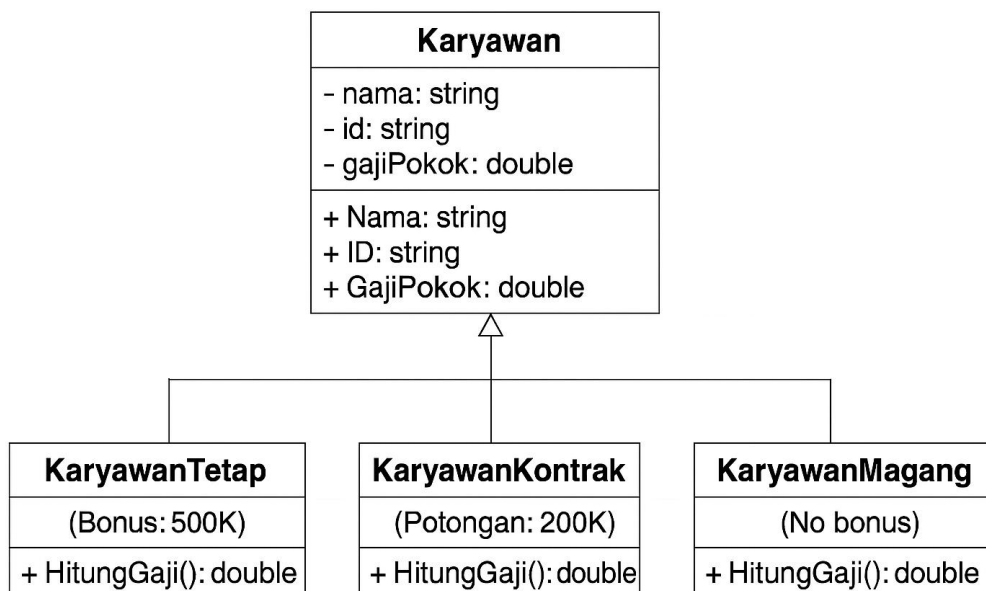 Karyawan
- nama: string
- id: string
- gajiPokok: double
+ Nama: string
+ ID: string
+ GajiPokok: double
KaryawanTetap
(Bonus: 500K)
+ HitungGaji(): double
KaryawanKontrak
(Potongan: 200K)
+ HitungGaji(): double
KaryawanMagang
(No bonus)
+ HitungGaji(): double